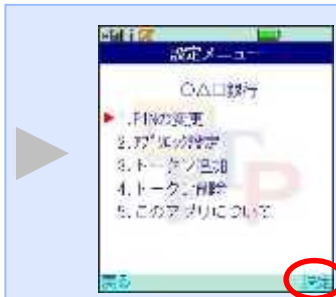 設定メニュー
○△□銀行
1.PINの変更
2.ｱﾌﾟﾘﾛｯｸ設定
3.トークン追加
4.トークン削除
5.このアプリについて
戻る
決定